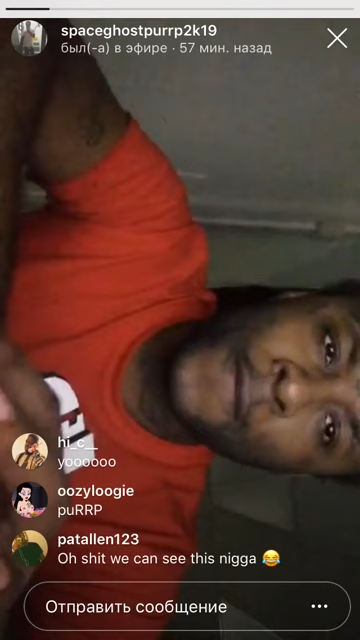 spaceghostpurrp2k19
был(-а) в эфире · 57 мин. назад
hi_c__
yoooooo
oozyloogie
puRRP
patallen123
Oh shit we can see this nigga 😂
Отправить сообщение